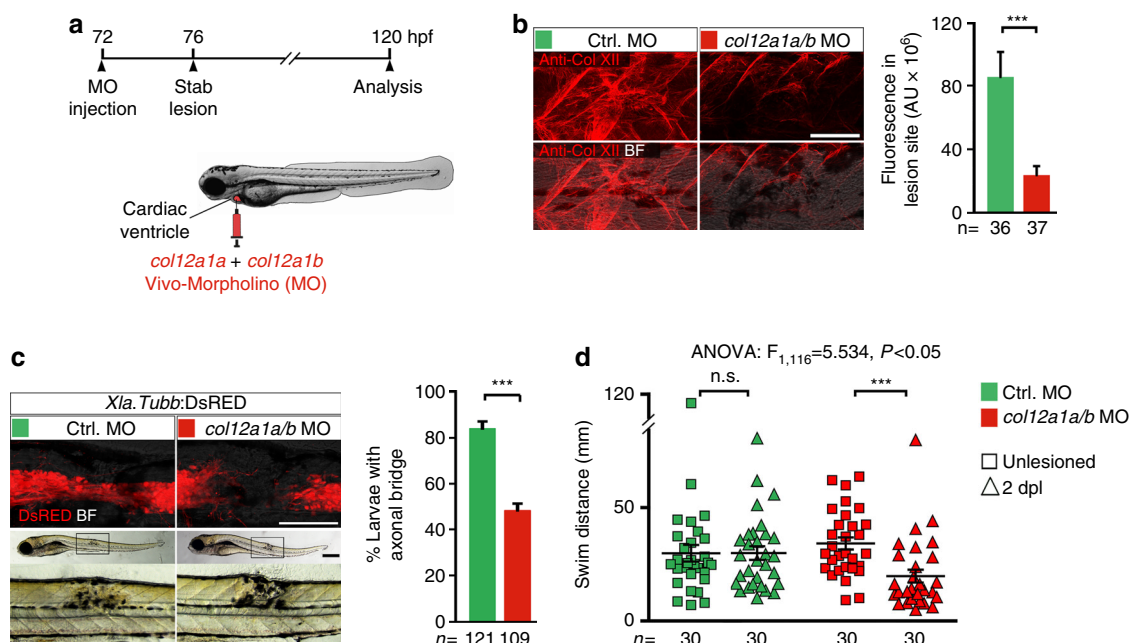 a
72 76 120 hpf
MO injection
Stab lesion
Analysis
Cardiac ventricle
col12a1a + col12a1b
Vivo-Morpholino (MO)
b
Ctrl. MO
col12a1a/b MO
Anti-Col XII
Anti-Col XII BF
Fluorescence in lesion site (AU × 10⁶)
120
80
40
0
***
n= 36 37
c
Xla.Tubb:DsRED
Ctrl. MO
col12a1a/b MO
DsRED BF
% Larvae with axonal bridge
100
80
60
40
20
0
***
n= 121 109
d
ANOVA: F1,116=5.534, P<0.05
n.s.
***
Swim distance (mm)
120
50
0
n= 30 30 30 30
Ctrl. MO
col12a1a/b MO
Unlesioned
2 dpl